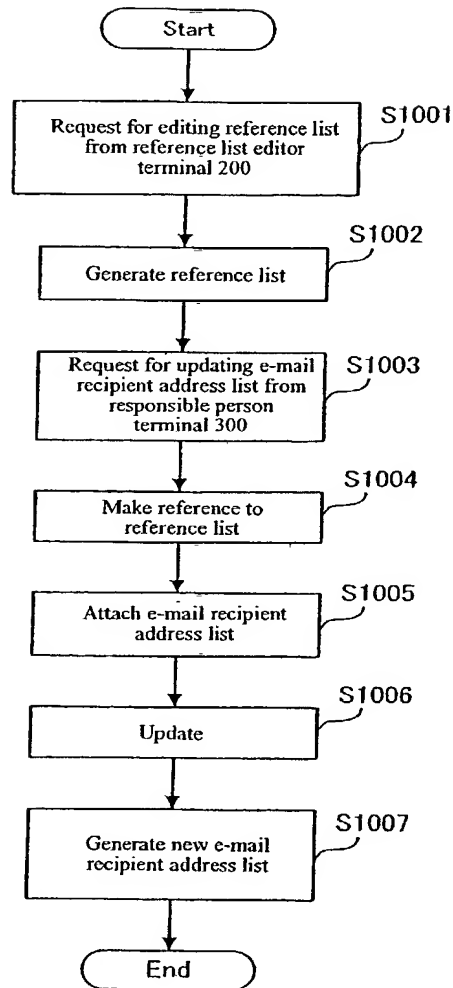 Start
Request for editing reference list
from reference list editor
terminal 200
S1001
Generate reference list
S1002
Request for updating e-mail
recipient address list from
responsible person
terminal 300
S1003
Make reference to
reference list
S1004
Attach e-mail recipient
address list
S1005
Update
S1006
Generate new e-mail
recipient address list
S1007
End